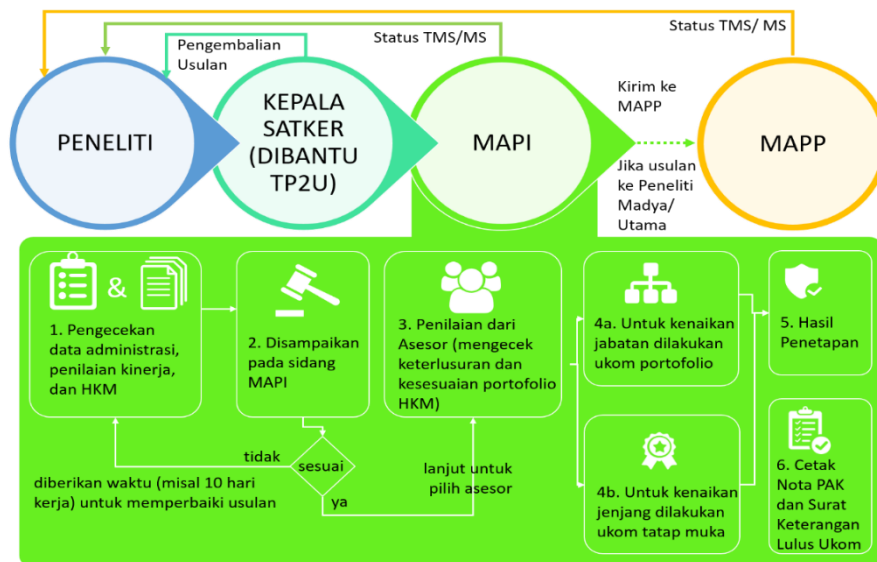 Status TMS/ MS
Status TMS/MS
Pengembalian
Usulan
PENELITI
KEPALA
SATKER
(DIBANTU
TP2U)
MAPI
Kirim ke
MAPP
Jika usulan
ke Peneliti
Madya/
Utama
MAPP
&
1. Pengecekan
data administrasi,
penilaian kinerja,
dan HKM
2. Disampaikan
pada sidang
MAPI
3. Penilaian dari
Asesor (mengecek
keterlusuran dan
kesesuaian portofolio
HKM)
4a. Untuk kenaikan
jabatan dilakukan
ukom portofolio
5. Hasil
Penetapan
tidak
sesuai
ya
diberikan waktu (misal 10 hari
kerja) untuk memperbaiki usulan
lanjut untuk
pilih asesor
4b. Untuk kenaikan
jenjang dilakukan
ukom tatap muka
6. Cetak
Nota PAK
dan Surat
Keterangan
Lulus Ukom